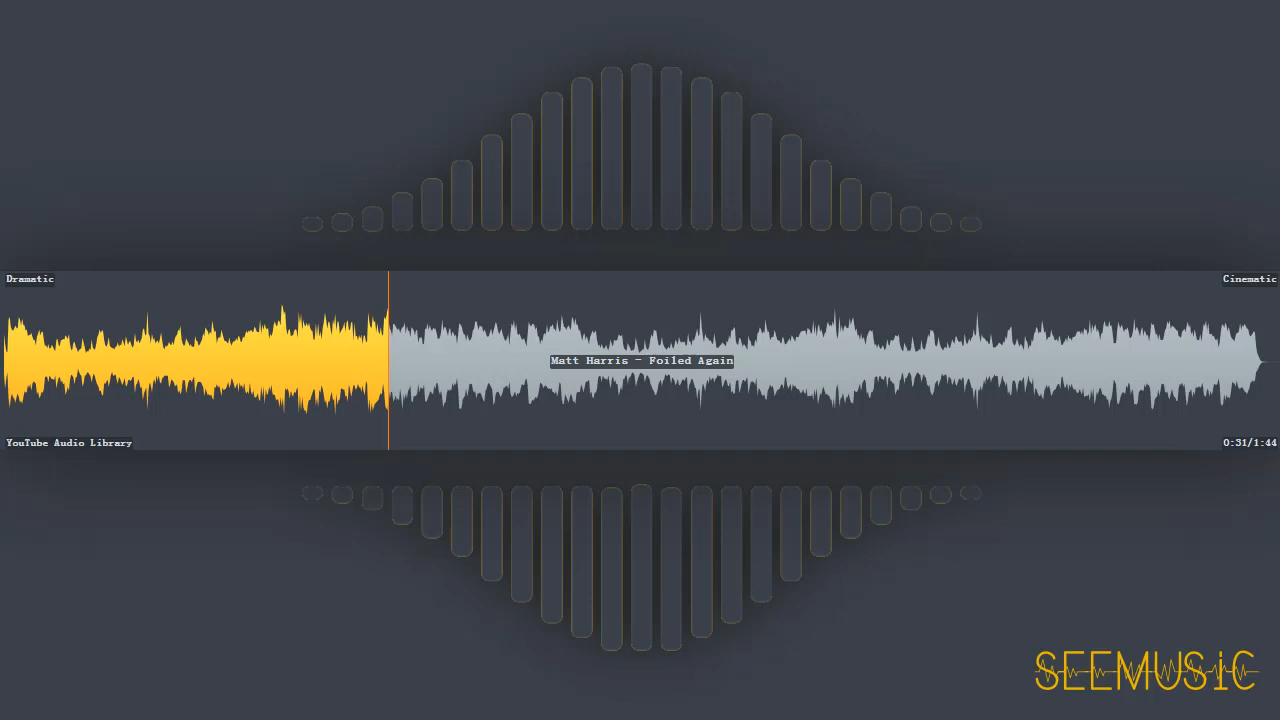 Dramatic
Cinematic
Matt Harris - Foiled Again
YouTube Audio Library
0:31/1:44
SEEMUSiC